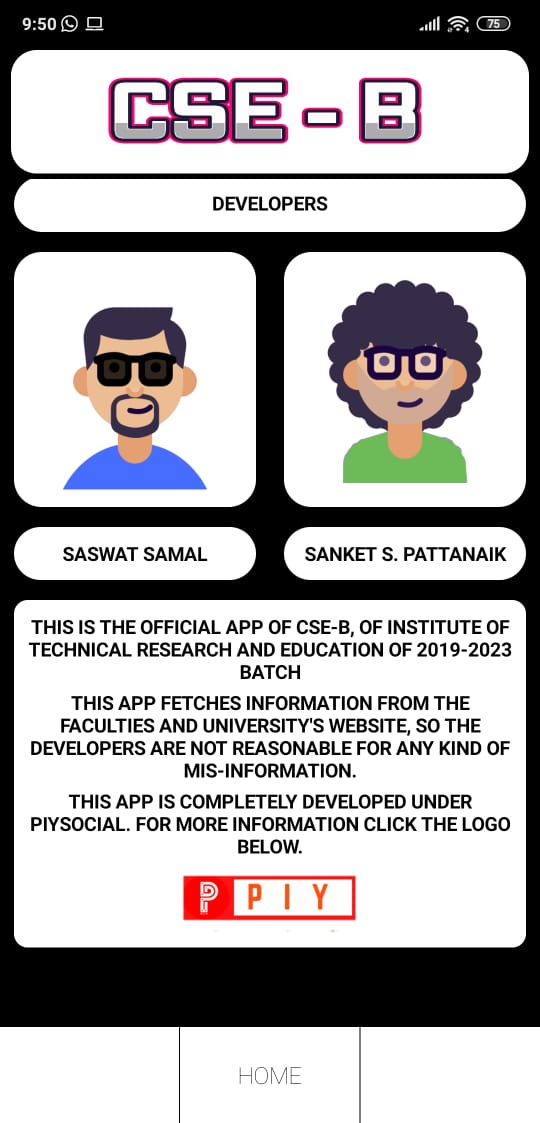 9:50
75
CSE - B
DEVELOPERS
SASWAT SAMAL
SANKET S. PATTANAIK
THIS IS THE OFFICIAL APP OF CSE-B, OF INSTITUTE OF
TECHNICAL RESEARCH AND EDUCATION OF 2019-2023
BATCH
THIS APP FETCHES INFORMATION FROM THE
FACULTIES AND UNIVERSITY'S WEBSITE, SO THE
DEVELOPERS ARE NOT REASONABLE FOR ANY KIND OF
MIS-INFORMATION.
THIS APP IS COMPLETELY DEVELOPED UNDER
PIYSOCIAL. FOR MORE INFORMATION CLICK THE LOGO
BELOW.
P P I Y
HOME